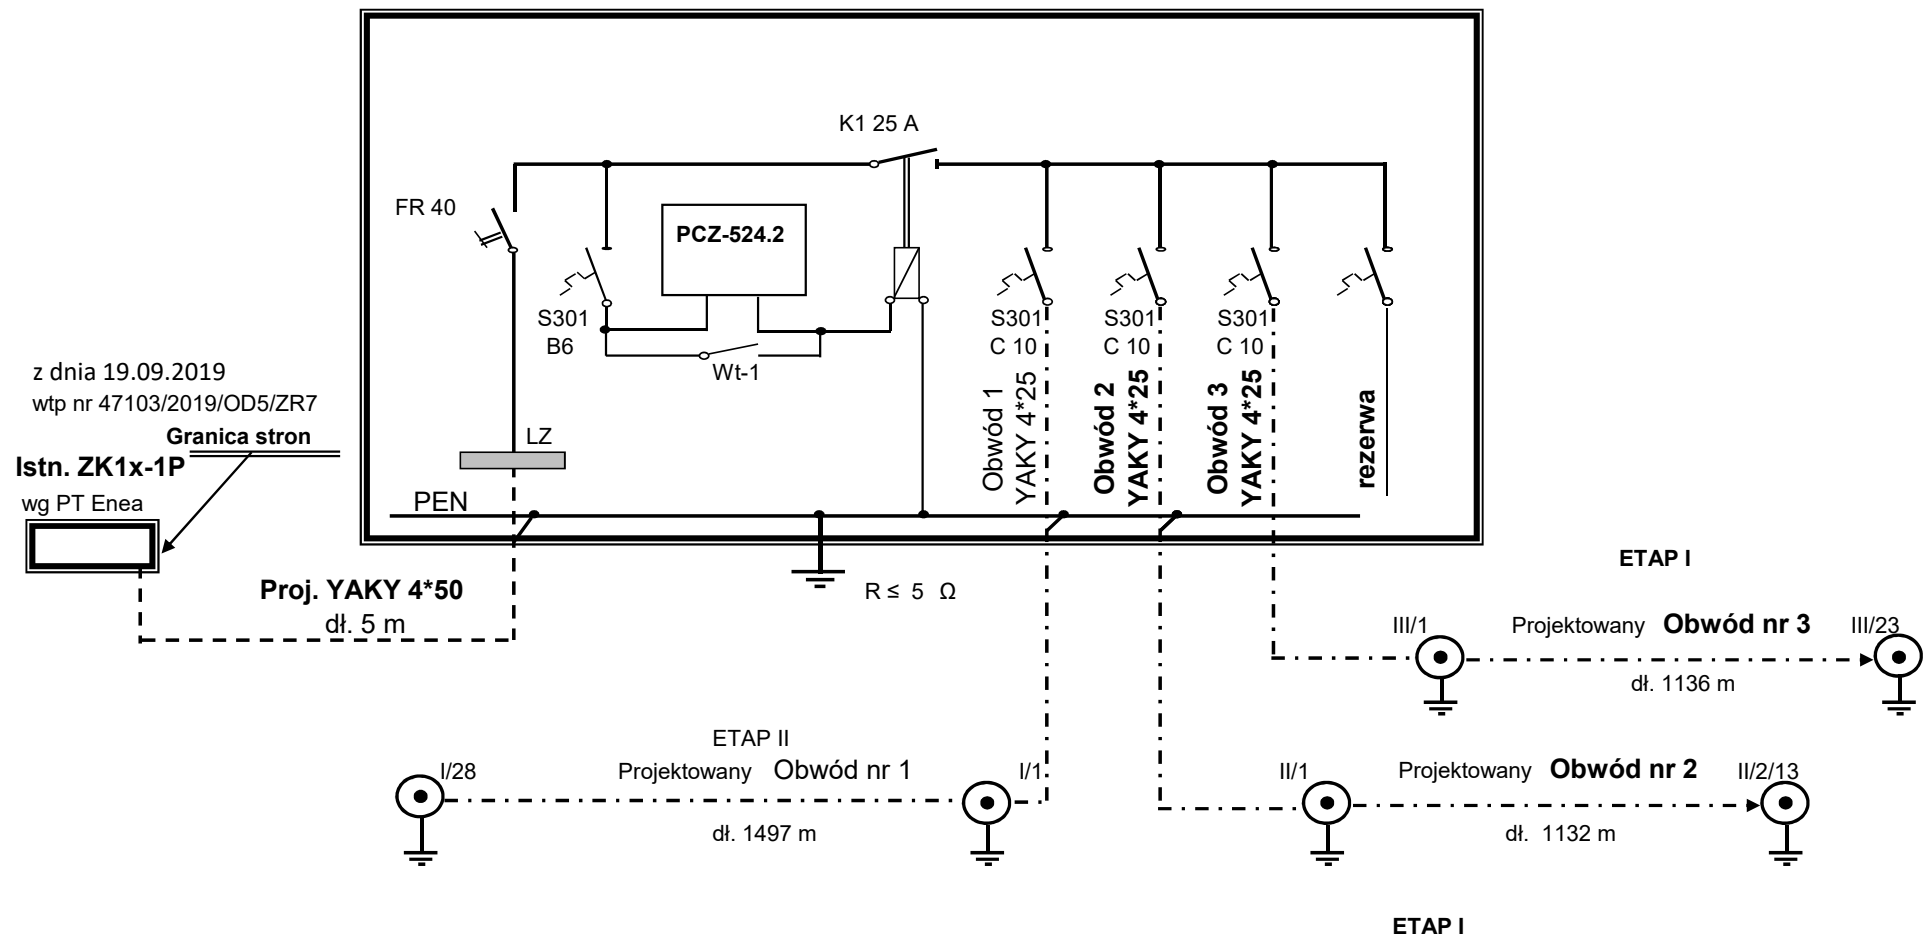 K1 25 A
FR 40
PCZ-524.2
S301
B6
Wt-1
S301
C 10
S301
C 10
S301
C 10
Obwód 1
YAKY 4*25
Obwód 2
YAKY 4*25
Obwód 3
YAKY 4*25
rezerwa
z dnia 19.09.2019
wtp nr 47103/2019/OD5/ZR7
Granica stron
Istn. ZK1x-1P
wg PT Enea
LZ
PEN
Proj. YAKY 4*50
dł. 5 m
R ≤ 5 Ω
ETAP I
III/1
Projektowany Obwód nr 3
III/23
dł. 1136 m
ETAP II
I/28
Projektowany Obwód nr 1
I/1
dł. 1497 m
II/1
Projektowany Obwód nr 2
II/2/13
dł. 1132 m
ETAP I